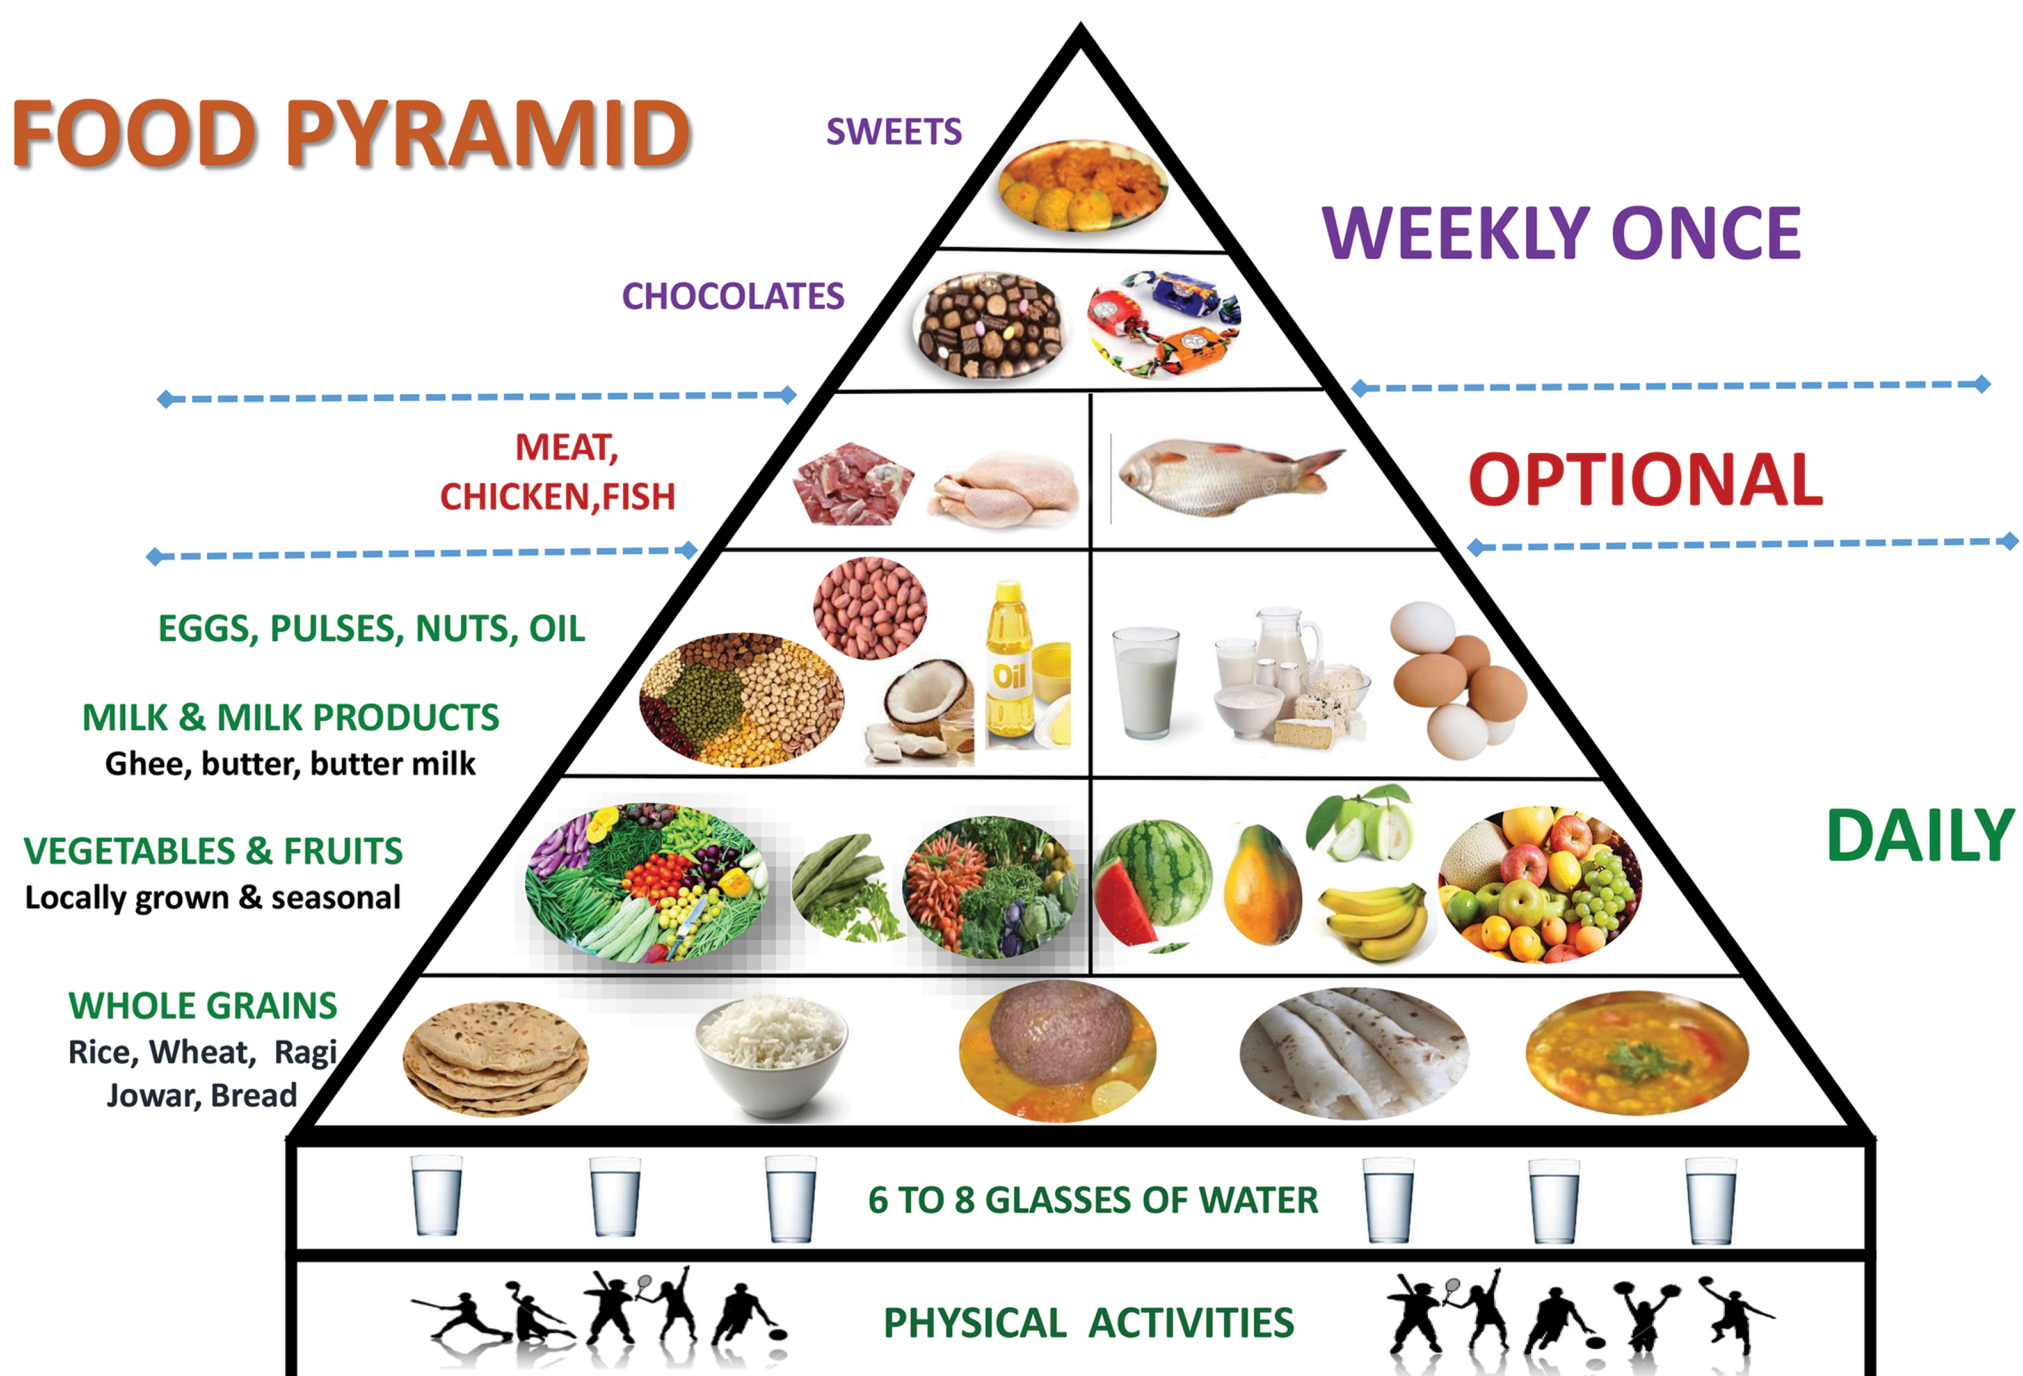 FOOD PYRAMID
SWEETS
WEEKLY ONCE
CHOCOLATES
MEAT,
CHICKEN,FISH
OPTIONAL
EGGS, PULSES, NUTS, OIL
Oil
MILK & MILK PRODUCTS
Ghee, butter, butter milk
VEGETABLES & FRUITS
Locally grown & seasonal
DAILY
WHOLE GRAINS
Rice, Wheat, Ragi
Jowar, Bread
6 TO 8 GLASSES OF WATER
PHYSICAL ACTIVITIES